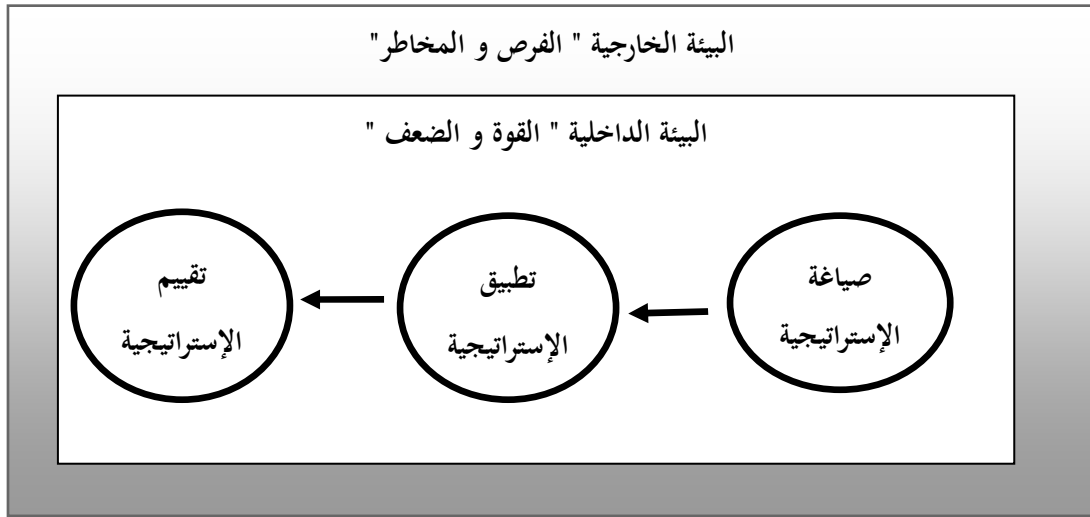 البيئة الخارجية " الفرص و المخاطر"
البيئة الداخلية " القوة و الضعف "
صياغة
الإستراتيجية
تطبيق
الإستراتيجية
تقييم
الإستراتيجية